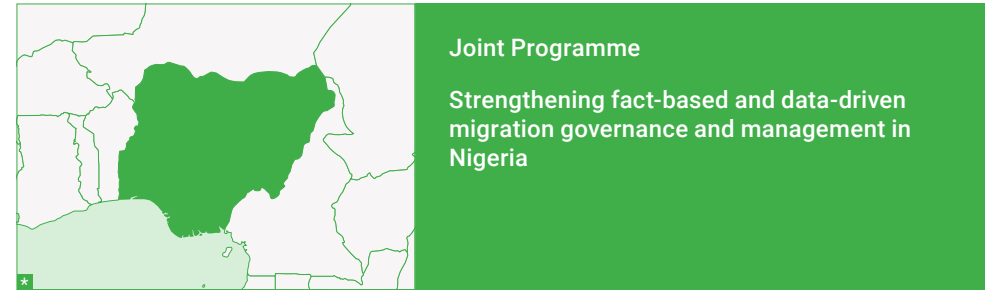 Joint Programme
Strengthening fact-based and data-driven
migration governance and management in
Nigeria
*